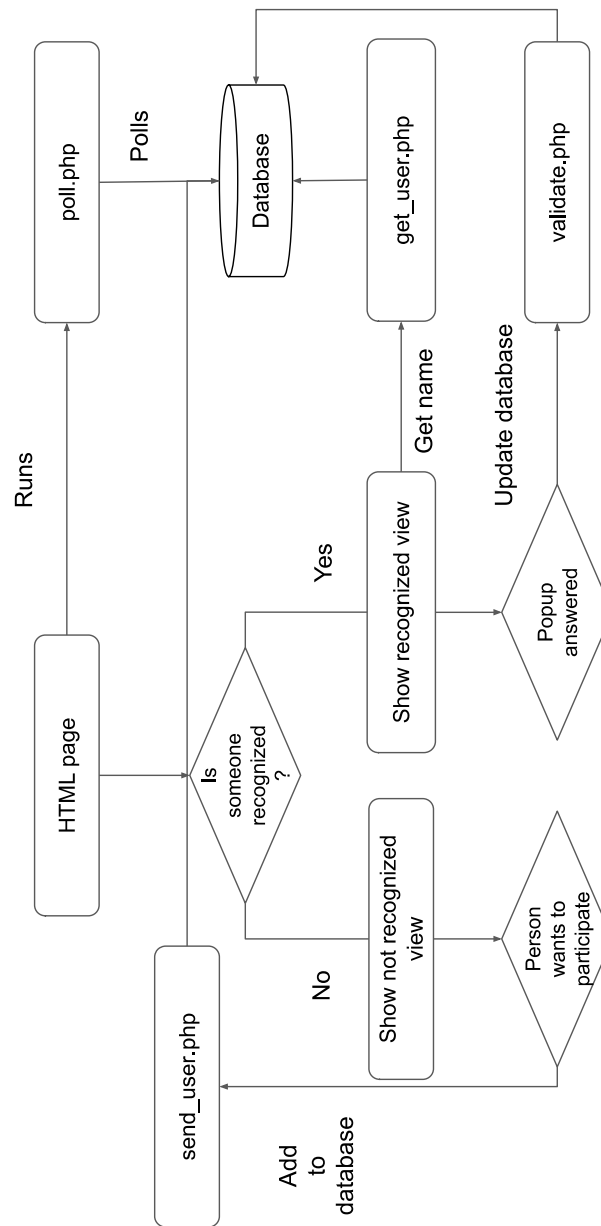 HTML page
Runs
poll.php
Polls
send_user.php
Is
someone
recognized
?
Database
Add
to
database
No
Yes
Show not recognized
view
Show recognized view
Get name
get_user.php
Person
wants to
participate
Popup
answered
Update database
validate.php